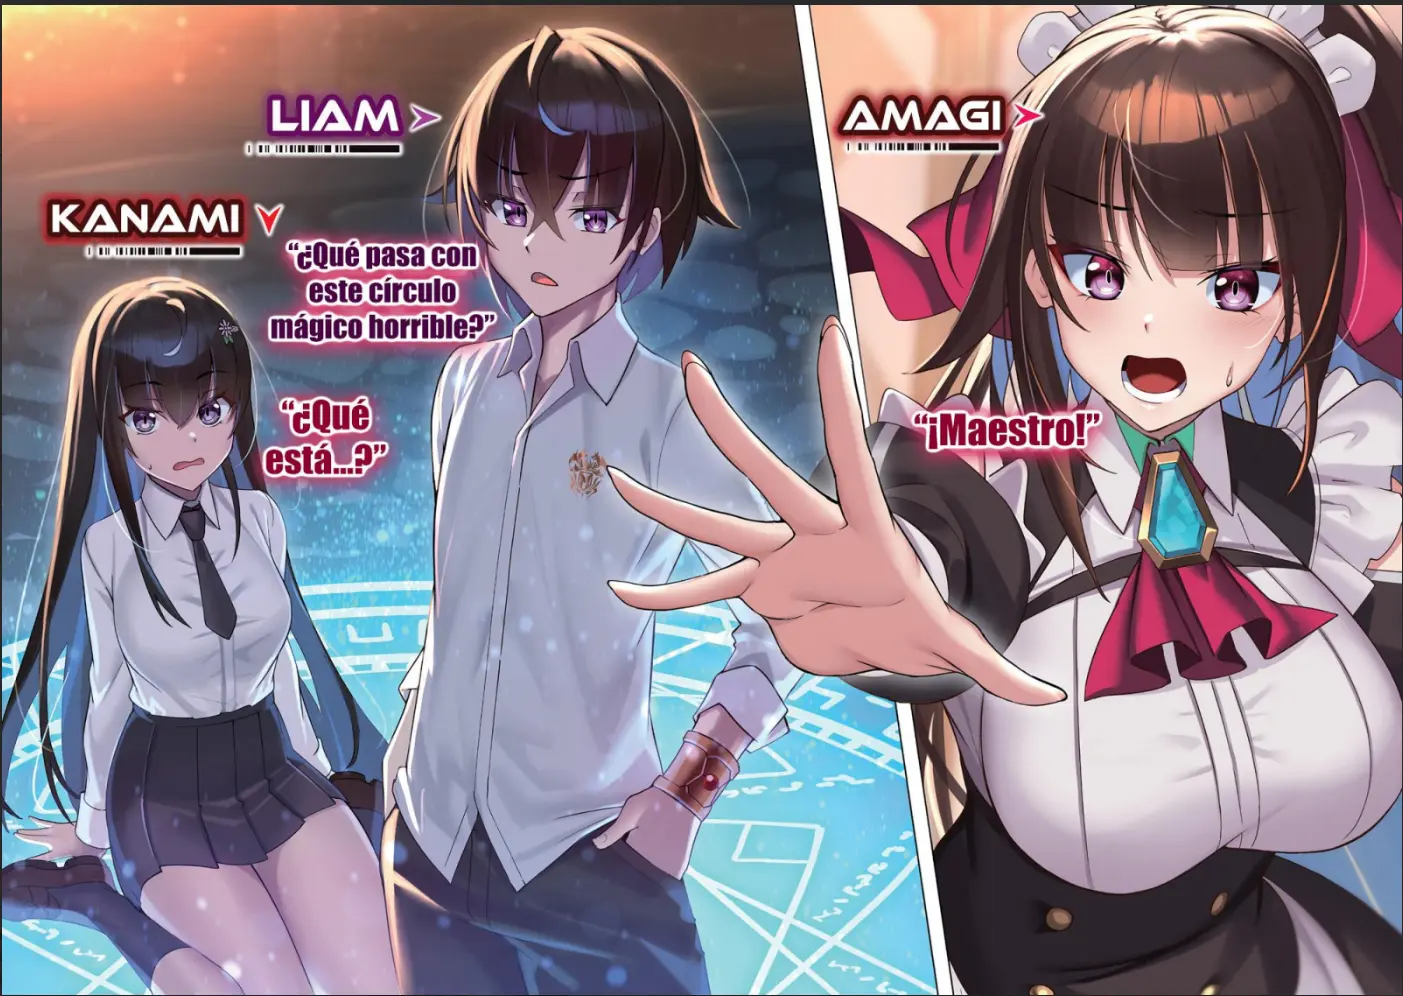 LIAM
KANAMI
“¿Qué pasa con
este círculo
mágico horrible?”
“¿Qué
está...?”
AMAGI
“¡Maestro!”